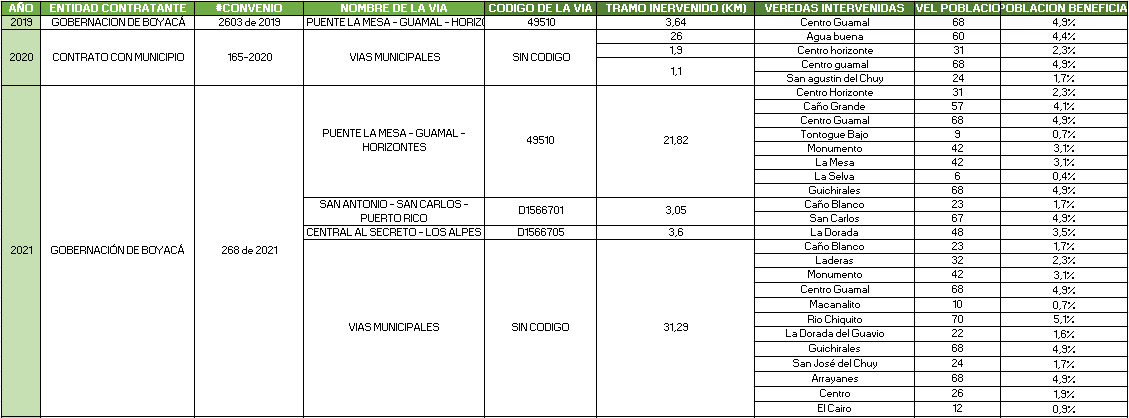 AÑO ENTIDAD CONTRATANTE #CONVENIO NOMBRE DE LA VIA CODIGO DE LA VIA TRAMO INERVENIDO (KM) VEREDAS INTERVENIDAS VEL POBLACIO POBLACION BENEFICIA
2019 GOBERNACION DE BOYACÁ 2603 de 2019 PUENTE LA MESA - GUAMAL - HORIZO 49510 3,64 Centro Guamal 68 4,9%
2020 CONTRATO CON MUNICIPIO 165-2020 VIAS MUNICIPALES SIN CODIGO 26 Agua buena 60 4,4%
1,9 Centro horizonte 31 2,3%
1,1 Centro guamal 68 4,9%
San agustin del Chuy 24 1,7%
2021 GOBERNACIÓN DE BOYACÁ 268 de 2021 PUENTE LA MESA - GUAMAL -
HORIZONTES 49510 21,82 Centro Horizonte 31 2,3%
Caño Grande 57 4,1%
Centro Guamal 68 4,9%
Tontogue Bajo 9 0,7%
Monumento 42 3,1%
La Mesa 42 3,1%
La Selva 6 0,4%
Guichirales 68 4,9%
SAN ANTONIO - SAN CARLOS -
PUERTO RICO D1566701 3,05 Caño Blanco 23 1,7%
San Carlos 67 4,9%
CENTRAL AL SECRETO - LOS ALPES D1566705 3,6 La Dorada 48 3,5%
VIAS MUNICIPALES SIN CODIGO 31,29 Caño Blanco 23 1,7%
Laderas 32 2,3%
Monumento 42 3,1%
Centro Guamal 68 4,9%
Macanalito 10 0,7%
Rio Chiquito 70 5,1%
La Dorada del Guavio 22 1,6%
Guichirales 68 4,9%
San José del Chuy 24 1,7%
Arrayanes 68 4,9%
Centro 26 1,9%
El Cairo 12 0,9%